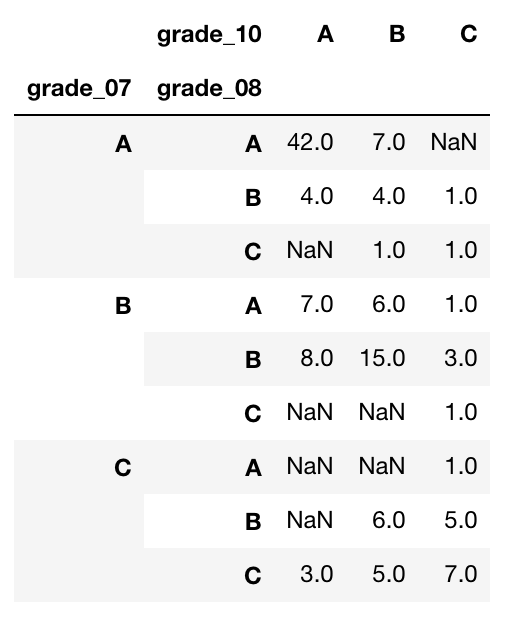 grade_10 A B C
grade_07 grade_08
A A 42.0 7.0 NaN
B 4.0 4.0 1.0
C NaN 1.0 1.0
B A 7.0 6.0 1.0
B 8.0 15.0 3.0
C NaN NaN 1.0
C A NaN NaN 1.0
B NaN 6.0 5.0
C 3.0 5.0 7.0